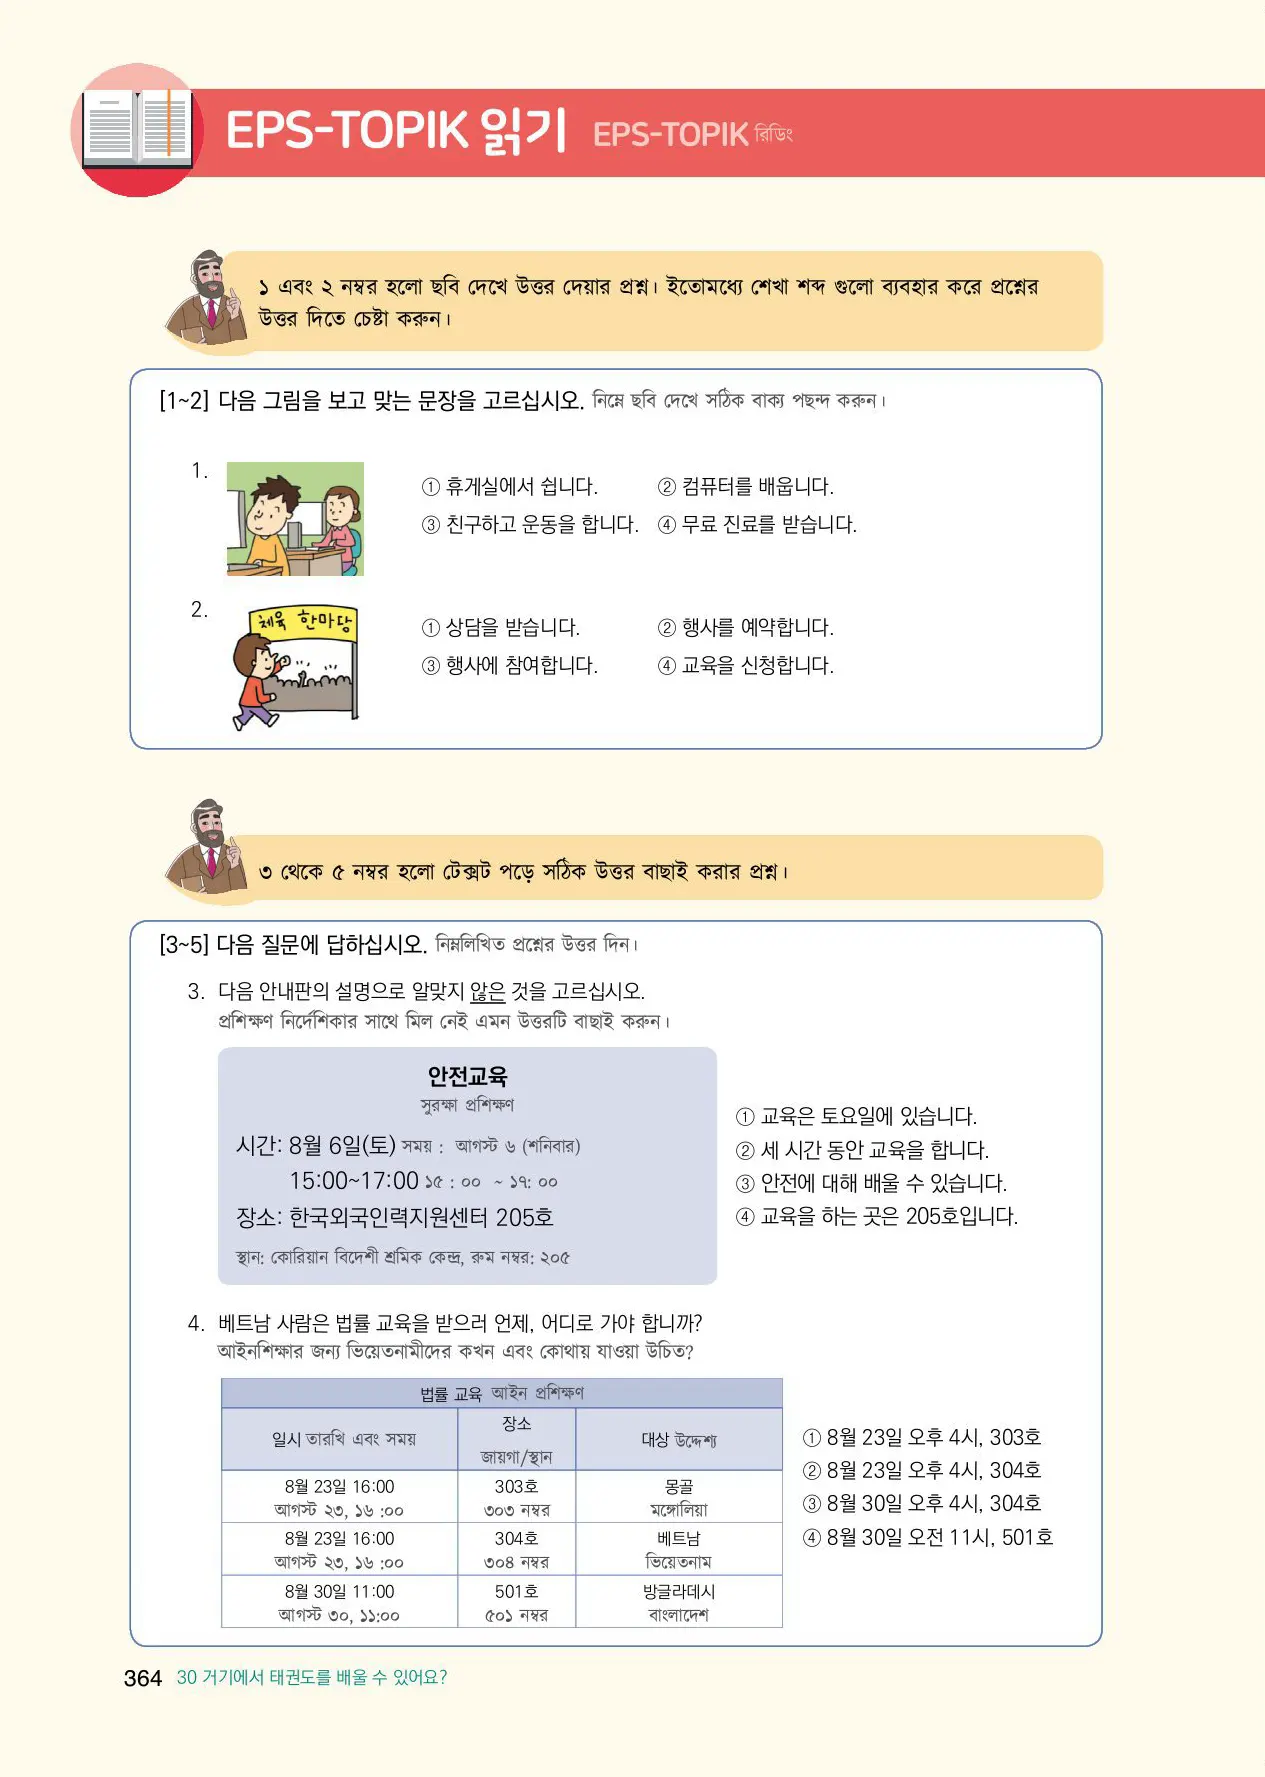 EPS-TOPIK 읽기 EPS-TOPIK রিডিং
১ এবং ২ নম্বর হলো ছবি দেখে উত্তর দেয়ার প্রশ্ন। ইতোমধ্যে শেখা শব্দ গুলো ব্যবহার করে প্রশ্নের
উত্তর দিতে চেষ্টা করুন।
[1~2] 다음 그림을 보고 맞는 문장을 고르십시오. নিম্নে ছবি দেখে সঠিক বাক্য পছন্দ করুন।
1.
① 휴게실에서 쉽니다. ② 컴퓨터를 배웁니다.
③ 친구하고 운동을 합니다. ④ 무료 진료를 받습니다.
2.
체육 한마당
① 상담을 받습니다. ② 행사를 예약합니다.
③ 행사에 참여합니다. ④ 교육을 신청합니다.
৩ থেকে ৫ নম্বর হলো টেক্সট পড়ে সঠিক উত্তর বাছাই করার প্রশ্ন।
[3~5] 다음 질문에 답하십시오. নিম্নলিখিত প্রশ্নের উত্তর দিন।
3. 다음 안내판의 설명으로 알맞지 않은 것을 고르십시오.
প্রশিক্ষণ নির্দেশিকার সাথে মিল নেই এমন উত্তরটি বাছাই করুন।
안전교육
সুরক্ষা প্রশিক্ষণ
시간: 8월 6일(토) সময় : আগস্ট ৬ (শনিবার)
15:00~17:00 ১৫ : ০০ ~ ১৭: ০০
장소: 한국외국인력지원센터 205호
স্থান: কোরিয়ান বিদেশী শ্রমিক কেন্দ্র, রুম নম্বর: ২০৫
① 교육은 토요일에 있습니다.
② 세 시간 동안 교육을 합니다.
③ 안전에 대해 배울 수 있습니다.
④ 교육을 하는 곳은 205호입니다.
4. 베트남 사람은 법률 교육을 받으러 언제, 어디로 가야 합니까?
আইনশিক্ষার জন্য ভিয়েতনামীদের কখন এবং কোথায় যাওয়া উচিত?
법률 교육 আইন প্রশিক্ষণ
일시 তারখি এবং সময় 장소 대상 উদ্দেশ্য
জায়গা/স্থান
8월 23일 16:00 303호 몽골
আগস্ট ২৩, ১৬ :০০ ৩০৩ নম্বর মঙ্গোলিয়া
8월 23일 16:00 304호 베트남
আগস্ট ২৩, ১৬ :০০ ৩০৪ নম্বর ভিয়েতনাম
8월 30일 11:00 501호 방글라데시
আগস্ট ৩০, ১১:০০ ৫০১ নম্বর বাংলাদেশ
① 8월 23일 오후 4시, 303호
② 8월 23일 오후 4시, 304호
③ 8월 30일 오후 4시, 304호
④ 8월 30일 오전 11시, 501호
364 30 거기에서 태권도를 배울 수 있어요?